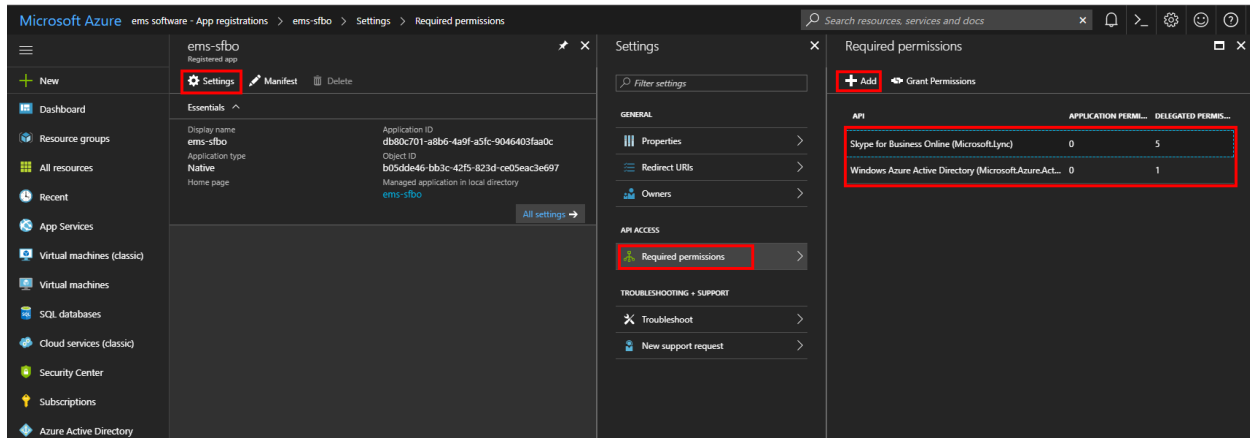 Microsoft Azure ems software - App registrations > ems-sfbo > Settings > Required permissions
Search resources, services and docs
New
Dashboard
Resource groups
All resources
Recent
App Services
Virtual machines (classic)
Virtual machines
SQL databases
Cloud services (classic)
Security Center
Subscriptions
Azure Active Directory
ems-sfbo
Registered app
Settings Manifest Delete
Essentials
Display name
ems-sfbo
Application type
Native
Home page
Application ID
db80c701-a8b6-4a9f-a5fc-9046403faa0c
Object ID
b05dde46-bb3c-42f5-823d-ce05eac3e697
Managed application in local directory
ems-sfbo
All settings →
Settings
Filter settings
GENERAL
Properties
Redirect URIs
Owners
API ACCESS
Required permissions
TROUBLESHOOTING + SUPPORT
Troubleshoot
New support request
Required permissions
Add Grant Permissions
API APPLICATION PERMI... DELEGATED PERMIS...
Skype for Business Online (Microsoft.Lync) 0 5
Windows Azure Active Directory (Microsoft.Azure.Act... 0 1